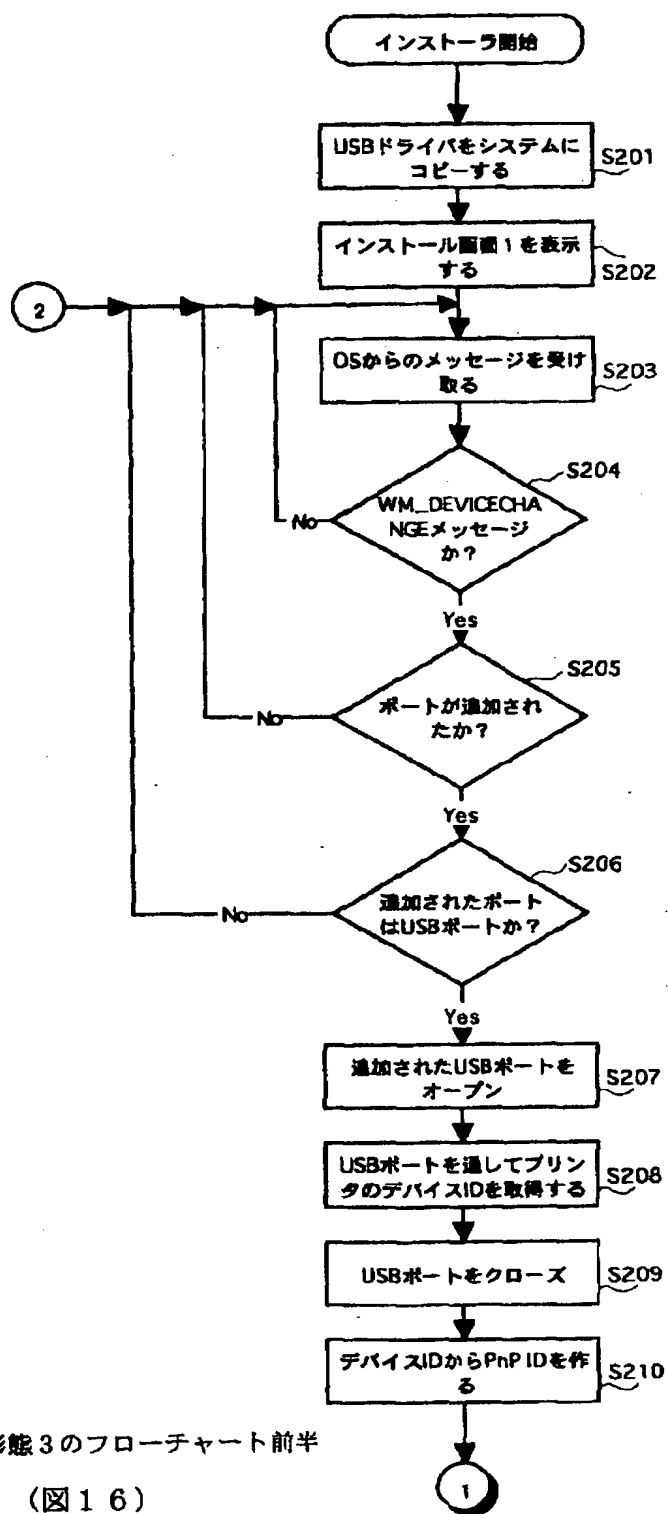 インストーラ開始
USBドライバをシステムに
コピーする
S201
インストール画面1を表示
する
S202
2
OSからのメッセージを受け
取る
S203
S204
WM_DEVICECHA
NGEメッセージ
か?
No
Yes
S205
ポートが追加され
たか?
No
Yes
S206
追加されたポート
はUSBポートか?
No
Yes
追加されたUSBポートを
オープン
S207
USBポートを通してプリン
タのデバイスIDを取得する
S208
USBポートをクローズ
S209
デバイスIDからPnP IDを作
る
S210
態3のフローチャート前半
1
(図16)